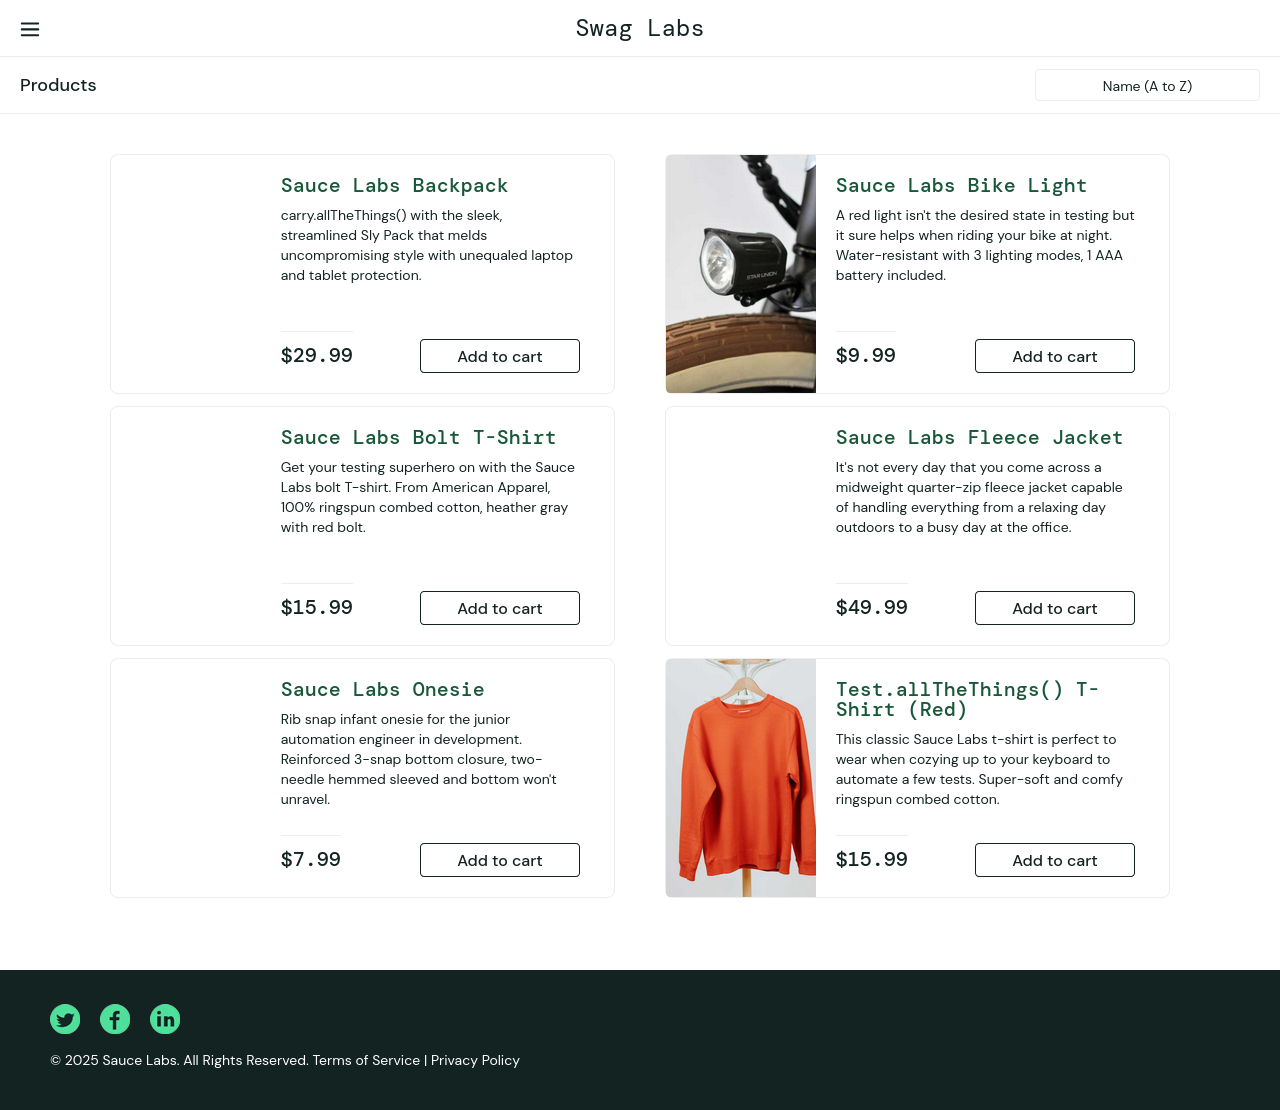 Swag Labs
Products
Name (A to Z)
Sauce Labs Backpack
carry.allTheThings() with the sleek,
streamlined Sly Pack that melds
uncompromising style with unequaled laptop
and tablet protection.
$29.99
Add to cart
Sauce Labs Bike Light
A red light isn't the desired state in testing but
it sure helps when riding your bike at night.
Water-resistant with 3 lighting modes, 1 AAA
battery included.
$9.99
Add to cart
STAR UNION
Sauce Labs Bolt T-Shirt
Get your testing superhero on with the Sauce
Labs bolt T-shirt. From American Apparel,
100% ringspun combed cotton, heather gray
with red bolt.
$15.99
Add to cart
Sauce Labs Fleece Jacket
It's not every day that you come across a
midweight quarter-zip fleece jacket capable
of handling everything from a relaxing day
outdoors to a busy day at the office.
$49.99
Add to cart
Sauce Labs Onesie
Rib snap infant onesie for the junior
automation engineer in development.
Reinforced 3-snap bottom closure, two-
needle hemmed sleeved and bottom won't
unravel.
$7.99
Add to cart
Test.allTheThings() T-
Shirt (Red)
This classic Sauce Labs t-shirt is perfect to
wear when cozying up to your keyboard to
automate a few tests. Super-soft and comfy
ringspun combed cotton.
$15.99
Add to cart
© 2025 Sauce Labs. All Rights Reserved. Terms of Service | Privacy Policy